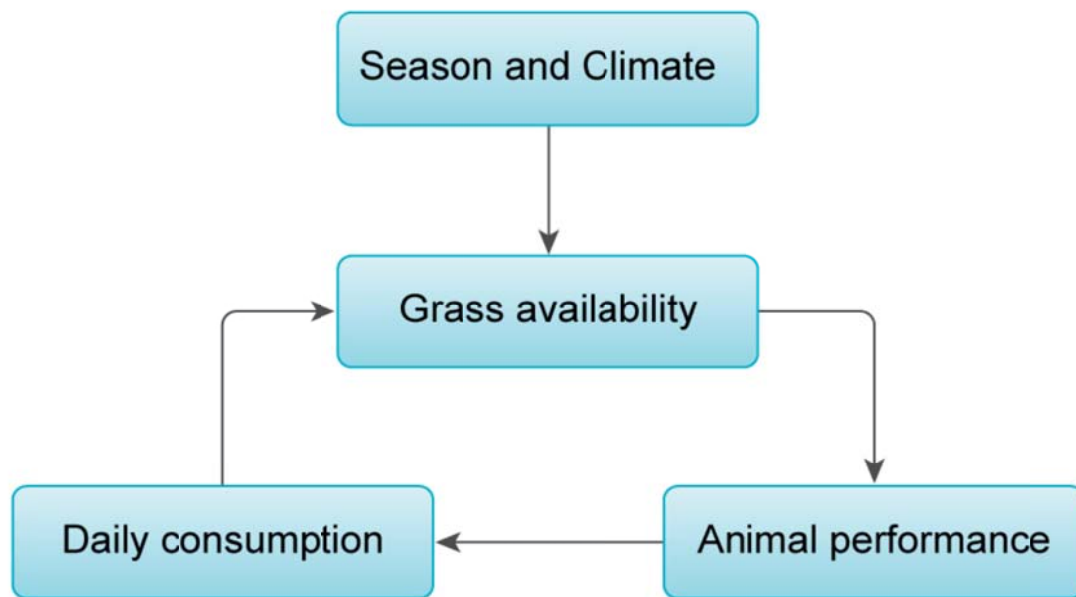 Season and Climate
Grass availability
Daily consumption
Animal performance